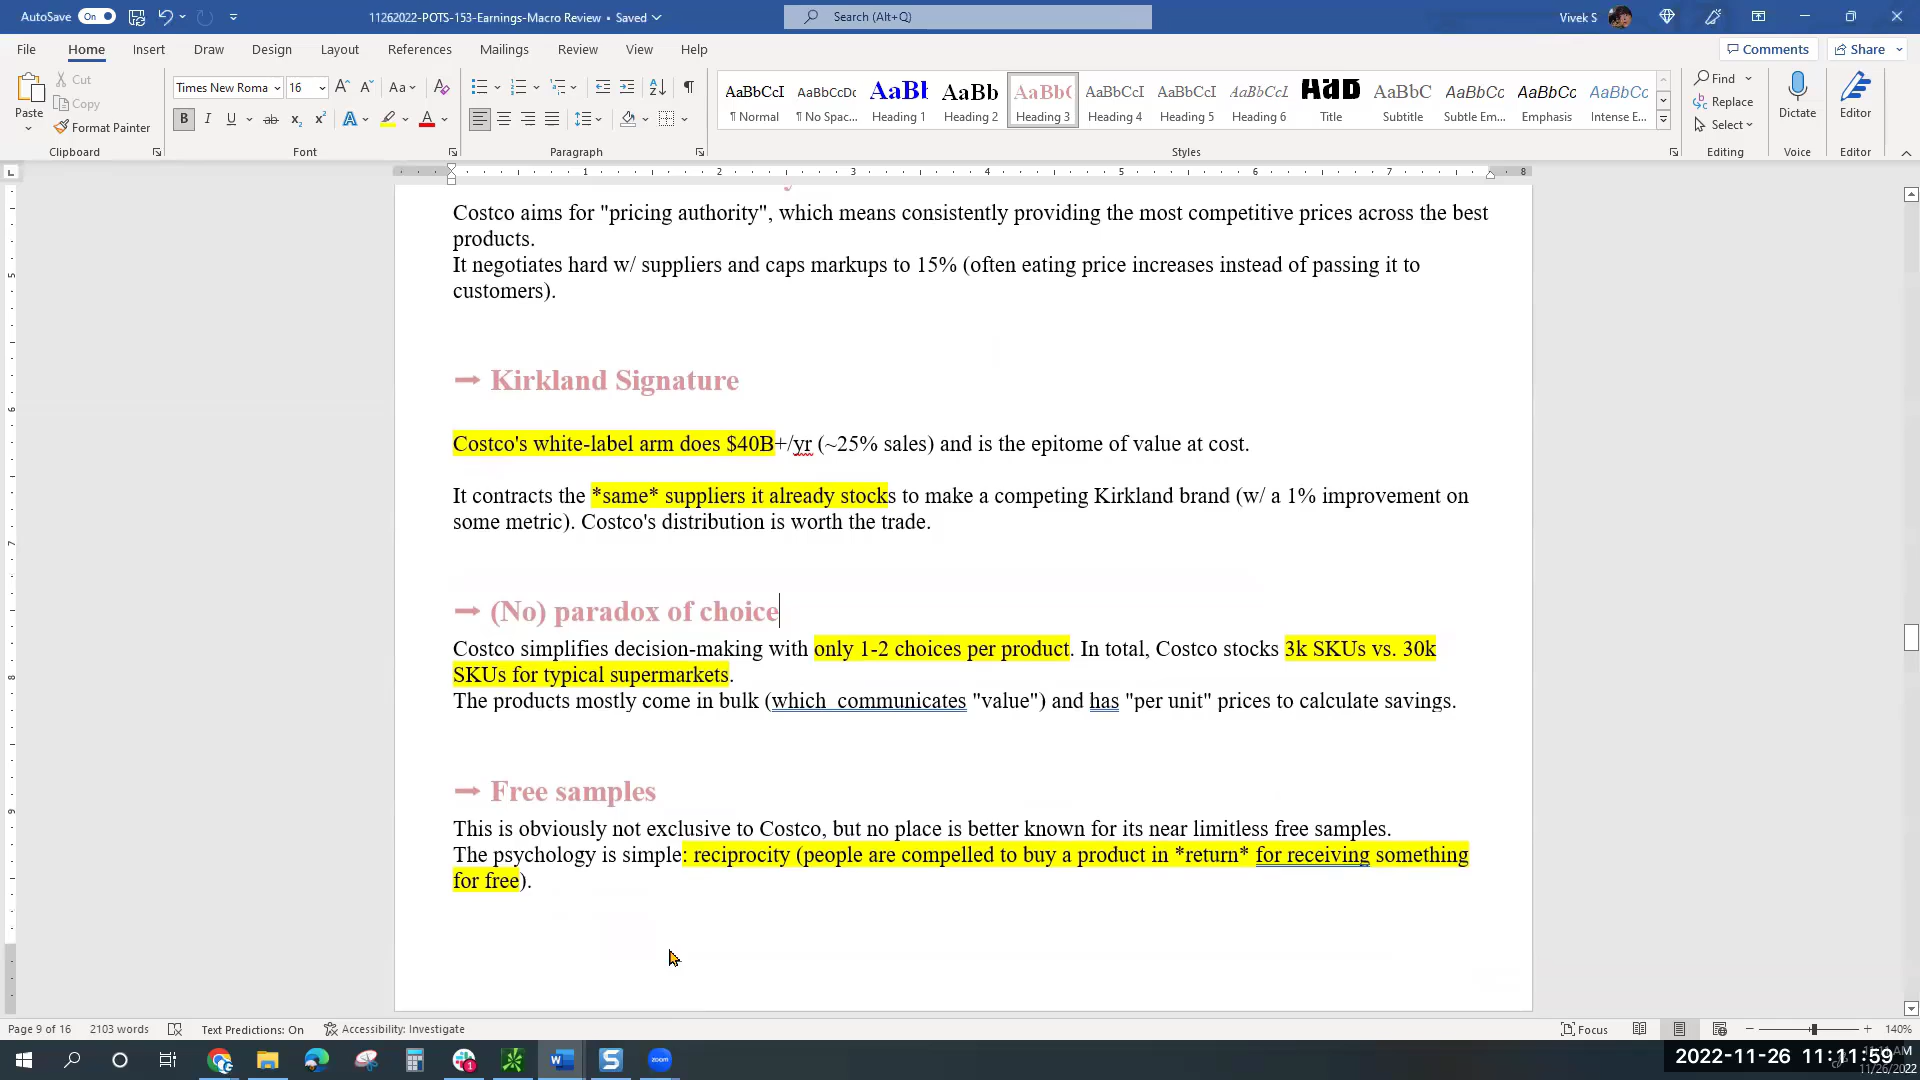 AutoSave On 11262022-POTS-153-Earnings-Macro Review • Saved Search (Alt+Q) Vivek S
File Home Insert Draw Design Layout References Mailings Review View Help Comments Share
Paste Cut Copy Format Painter Clipboard
Times New Roma 16 Font
Paragraph
AaBbCcI AaBbCcDc AaBb AaBb AaBbC AaBbCcI AaBbCcI AaBbCcI AaB AaBbC AaBbCc AaBbCc AaBbCc
¶ Normal ¶ No Spac... Heading 1 Heading 2 Heading 3 Heading 4 Heading 5 Heading 6 Title Subtitle Subtle Em... Emphasis Intense E...
Styles
Find Replace Select Editing
Dictate Voice
Editor Editor
1 2 3 4 5 6 7 8
Costco aims for "pricing authority", which means consistently providing the most competitive prices across the best
products.
It negotiates hard w/ suppliers and caps markups to 15% (often eating price increases instead of passing it to
customers).
→ Kirkland Signature
Costco's white-label arm does $40B+/yr (~25% sales) and is the epitome of value at cost.
It contracts the *same* suppliers it already stocks to make a competing Kirkland brand (w/ a 1% improvement on
some metric). Costco's distribution is worth the trade.
→ (No) paradox of choice
Costco simplifies decision-making with only 1-2 choices per product. In total, Costco stocks 3k SKUs vs. 30k
SKUs for typical supermarkets.
The products mostly come in bulk (which  communicates "value") and has "per unit" prices to calculate savings.
→ Free samples
This is obviously not exclusive to Costco, but no place is better known for its near limitless free samples.
The psychology is simple: reciprocity (people are compelled to buy a product in *return* for receiving something
for free).
Page 9 of 16 2103 words Text Predictions: On Accessibility: Investigate Focus 140%
2022-11-26 11:11:59